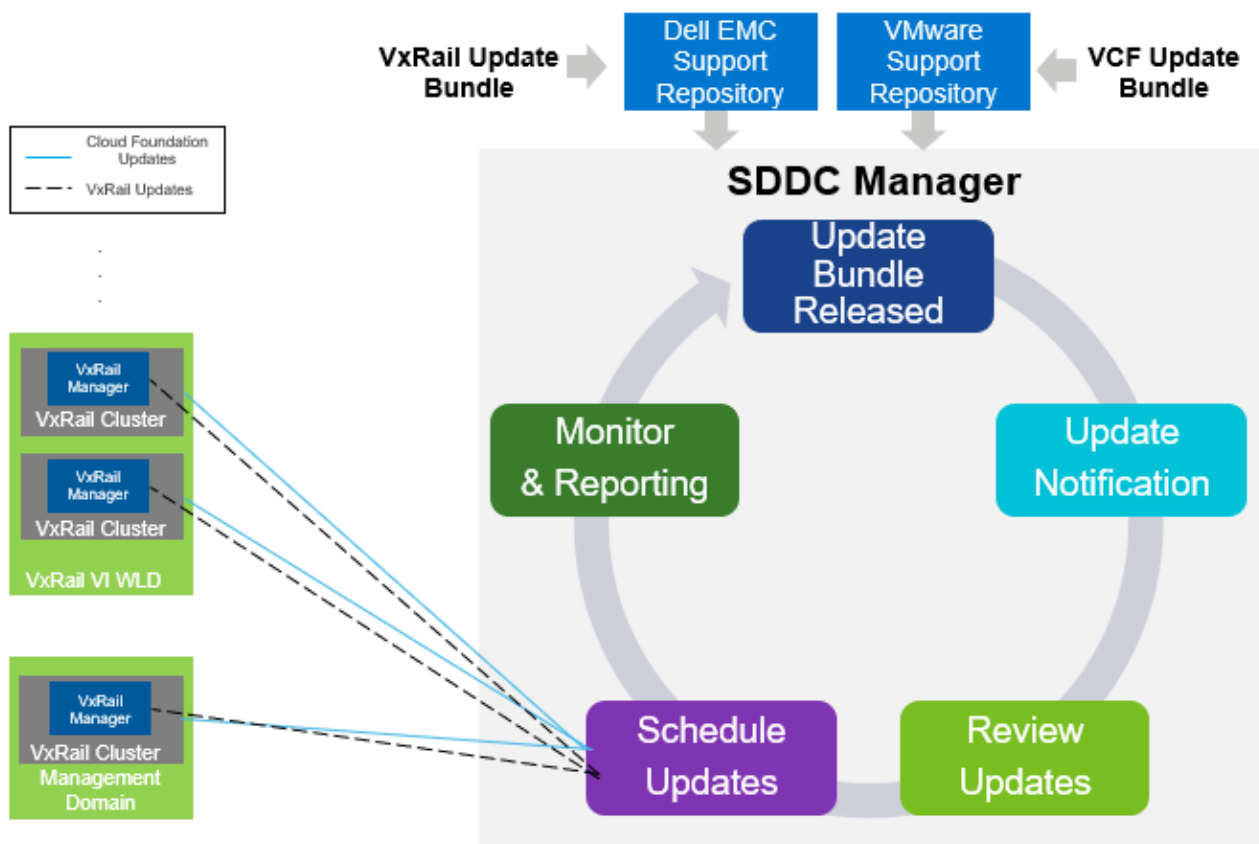 VxRail Update
Bundle
Dell EMC
Support
Repository
VMware
Support
Repository
VCF Update
Bundle
Cloud Foundation
Updates
VxRail Updates
SDDC Manager
Update
Bundle
Released
Update
Notification
Review
Updates
Schedule
Updates
Monitor
& Reporting
VxRail
Manager
VxRail Cluster
VxRail
Manager
VxRail Cluster
VxRail VI WLD
VxRail
Manager
VxRail Cluster
Management
Domain